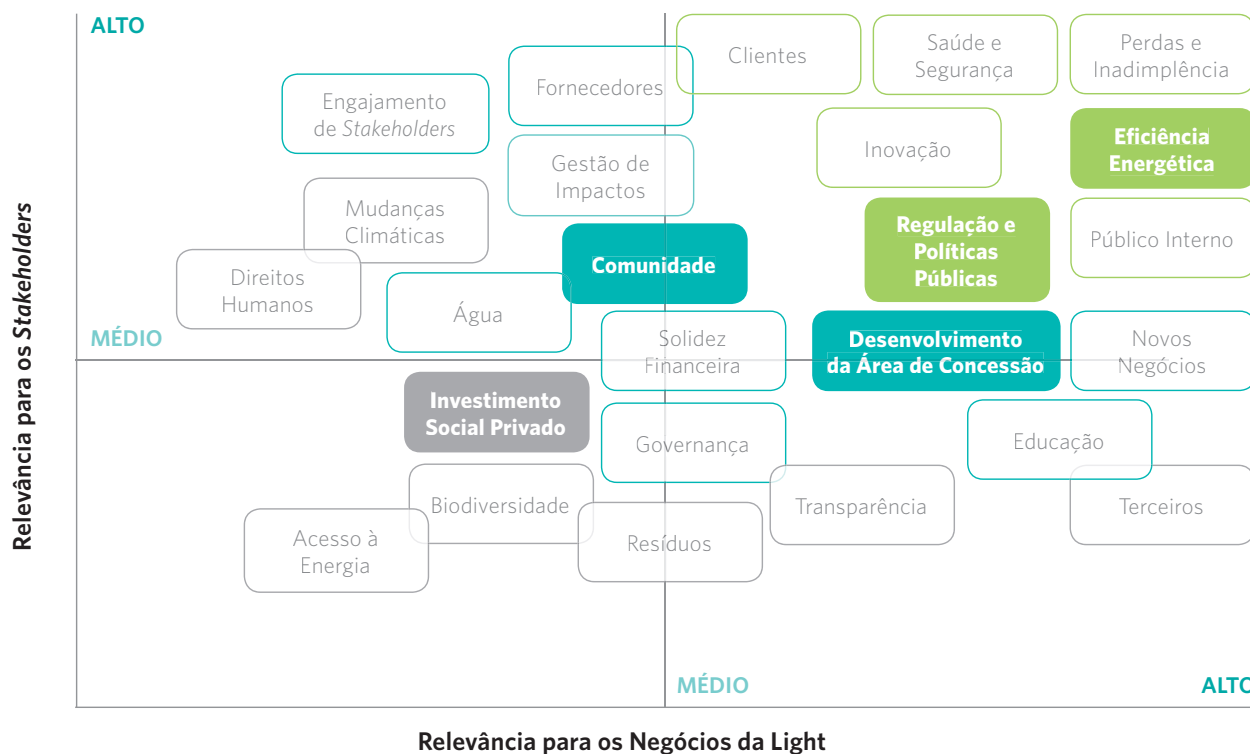 ALTO
Clientes
Saúde e
Segurança
Perdas e
Inadimplência
Fornecedores
Engajamento
de Stakeholders
Inovação
Eficiência
Energética
Gestão de
Impactos
Mudanças
Climáticas
Regulação e
Políticas
Públicas
Público Interno
Comunidade
Direitos
Humanos
Água
MÉDIO
Solidez
Financeira
Desenvolvimento
da Área de Concessão
Novos
Negócios
Investimento
Social Privado
Governança
Educação
Biodiversidade
Transparência
Terceiros
Acesso à
Energia
Resíduos
MÉDIO
ALTO
Relevância para os Stakeholders
Relevância para os Negócios da Light